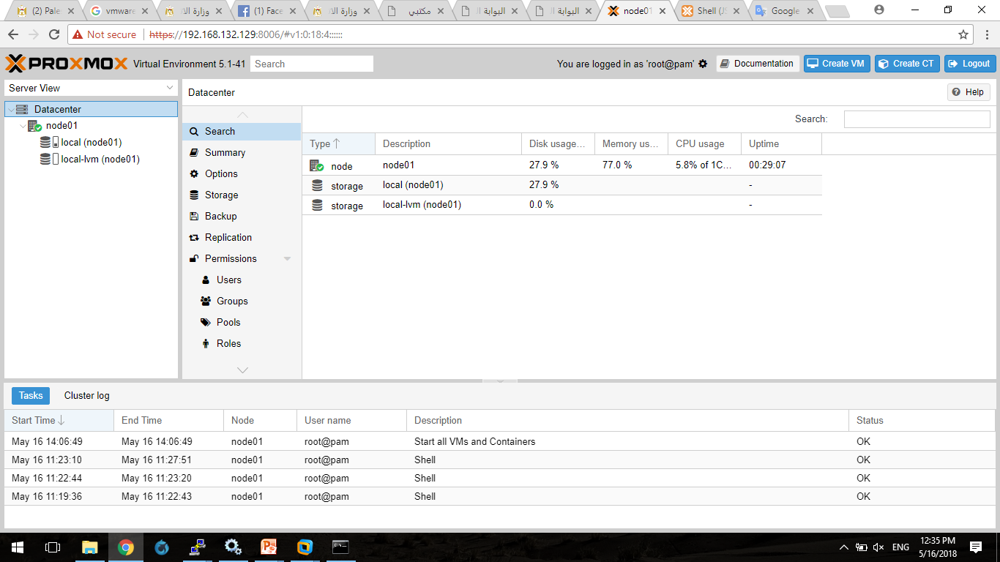 (2) Pale
vmware
وزارة الا
(1) Face
وزارة الا
مكتبي
البوابة ا
البوابة ا
node01
Shell (JS
Google
Not secure https://192.168.132.129:8006/#v1:0:18:4::::::
PROXMOX Virtual Environment 5.1-41 Search You are logged in as 'root@pam' Documentation Create VM Create CT Logout
Server View
Datacenter
node01
local (node01)
local-lvm (node01)
Datacenter Help
Search
Summary
Options
Storage
Backup
Replication
Permissions
Users
Groups
Pools
Roles
Search:
Type Description Disk usage... Memory us... CPU usage Uptime
node node01 27.9 % 77.0 % 5.8% of 1C... 00:29:07
storage local (node01) 27.9 % -
storage local-lvm (node01) 0.0 % -
Tasks Cluster log
Start Time End Time Node User name Description Status
May 16 14:06:49 May 16 14:06:49 node01 root@pam Start all VMs and Containers OK
May 16 11:23:10 May 16 11:27:51 node01 root@pam Shell OK
May 16 11:22:44 May 16 11:23:20 node01 root@pam Shell OK
May 16 11:19:36 May 16 11:22:43 node01 root@pam Shell OK
ENG
12:35 PM
5/16/2018